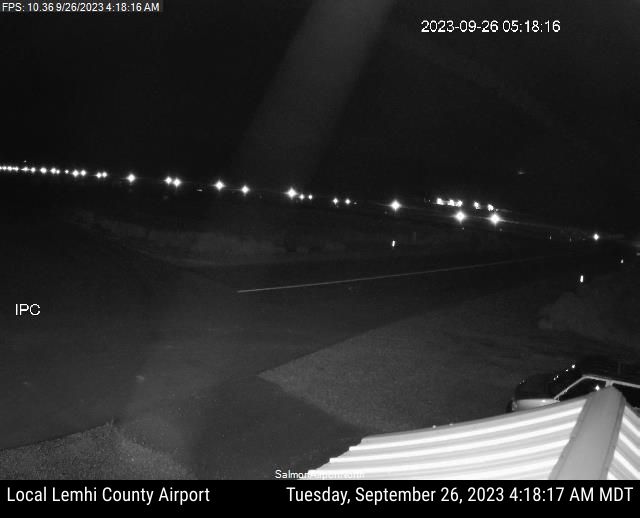 FPS: 10.36 9/26/2023 4:18:16 AM
2023-09-26 05:18:16
IPC
SalmonAirportNorth
Local Lemhi County Airport
Tuesday, September 26, 2023 4:18:17 AM MDT